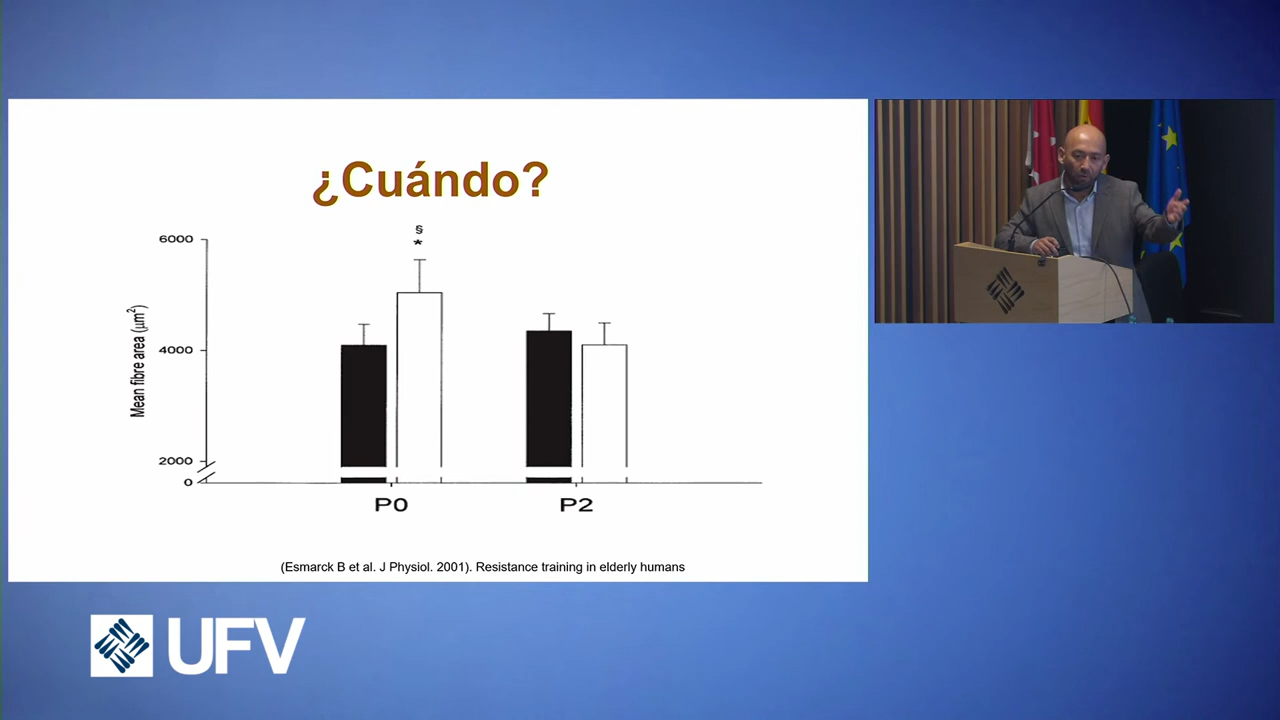 ¿Cuándo?
§
*
6000
4000
2000
0
Mean fibre area (μm²)
P0
P2
(Esmarck B et al. J Physiol. 2001). Resistance training in elderly humans
UFV